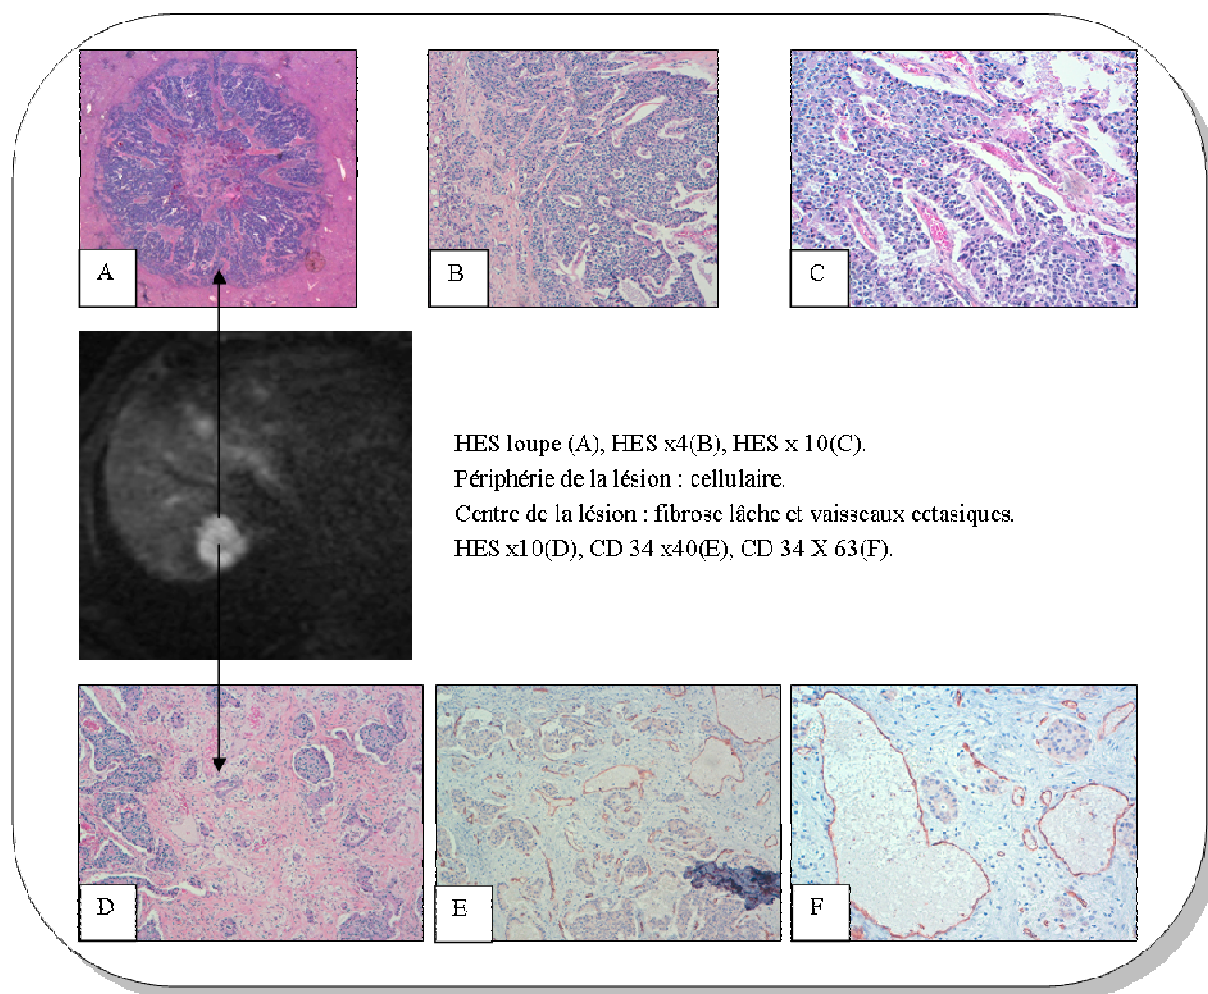 A
B
C
HES loupe (A), HES x4(B), HES x 10(C).
Périphérie de la lésion : cellulaire.
Centre de la lésion : fibrose lâche et vaisseaux ectasiques.
HES x10(D), CD 34 x40(E), CD 34 X 63(F).
D
E
F